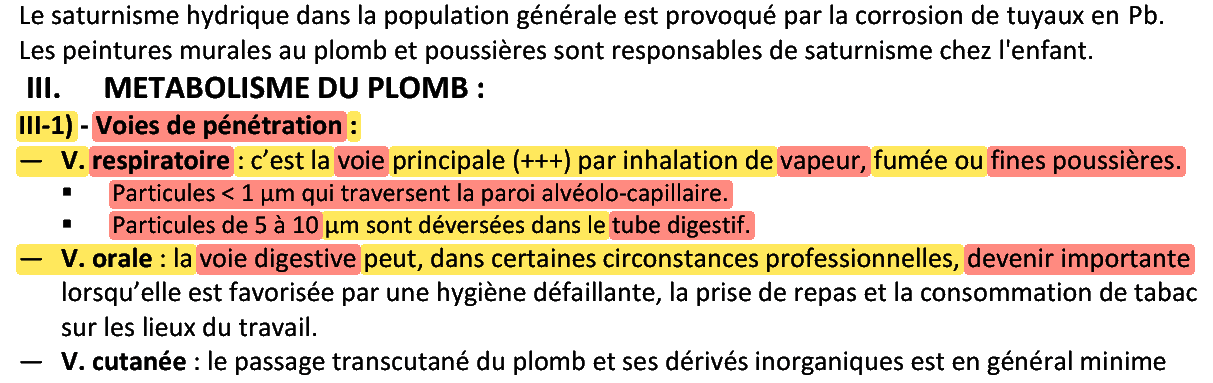 Le saturnisme hydrique dans la population générale est provoqué par la corrosion de tuyaux en Pb.
Les peintures murales au plomb et poussières sont responsables de saturnisme chez l'enfant.
III. METABOLISME DU PLOMB :
III-1) - Voies de pénétration :
— V. respiratoire : c’est la voie principale (+++) par inhalation de vapeur, fumée ou fines poussières.
▪ Particules < 1 µm qui traversent la paroi alvéolo-capillaire.
▪ Particules de 5 à 10 µm sont déversées dans le tube digestif.
— V. orale : la voie digestive peut, dans certaines circonstances professionnelles, devenir importante
lorsqu’elle est favorisée par une hygiène défaillante, la prise de repas et la consommation de tabac
sur les lieux du travail.
— V. cutanée : le passage transcutané du plomb et ses dérivés inorganiques est en général minime